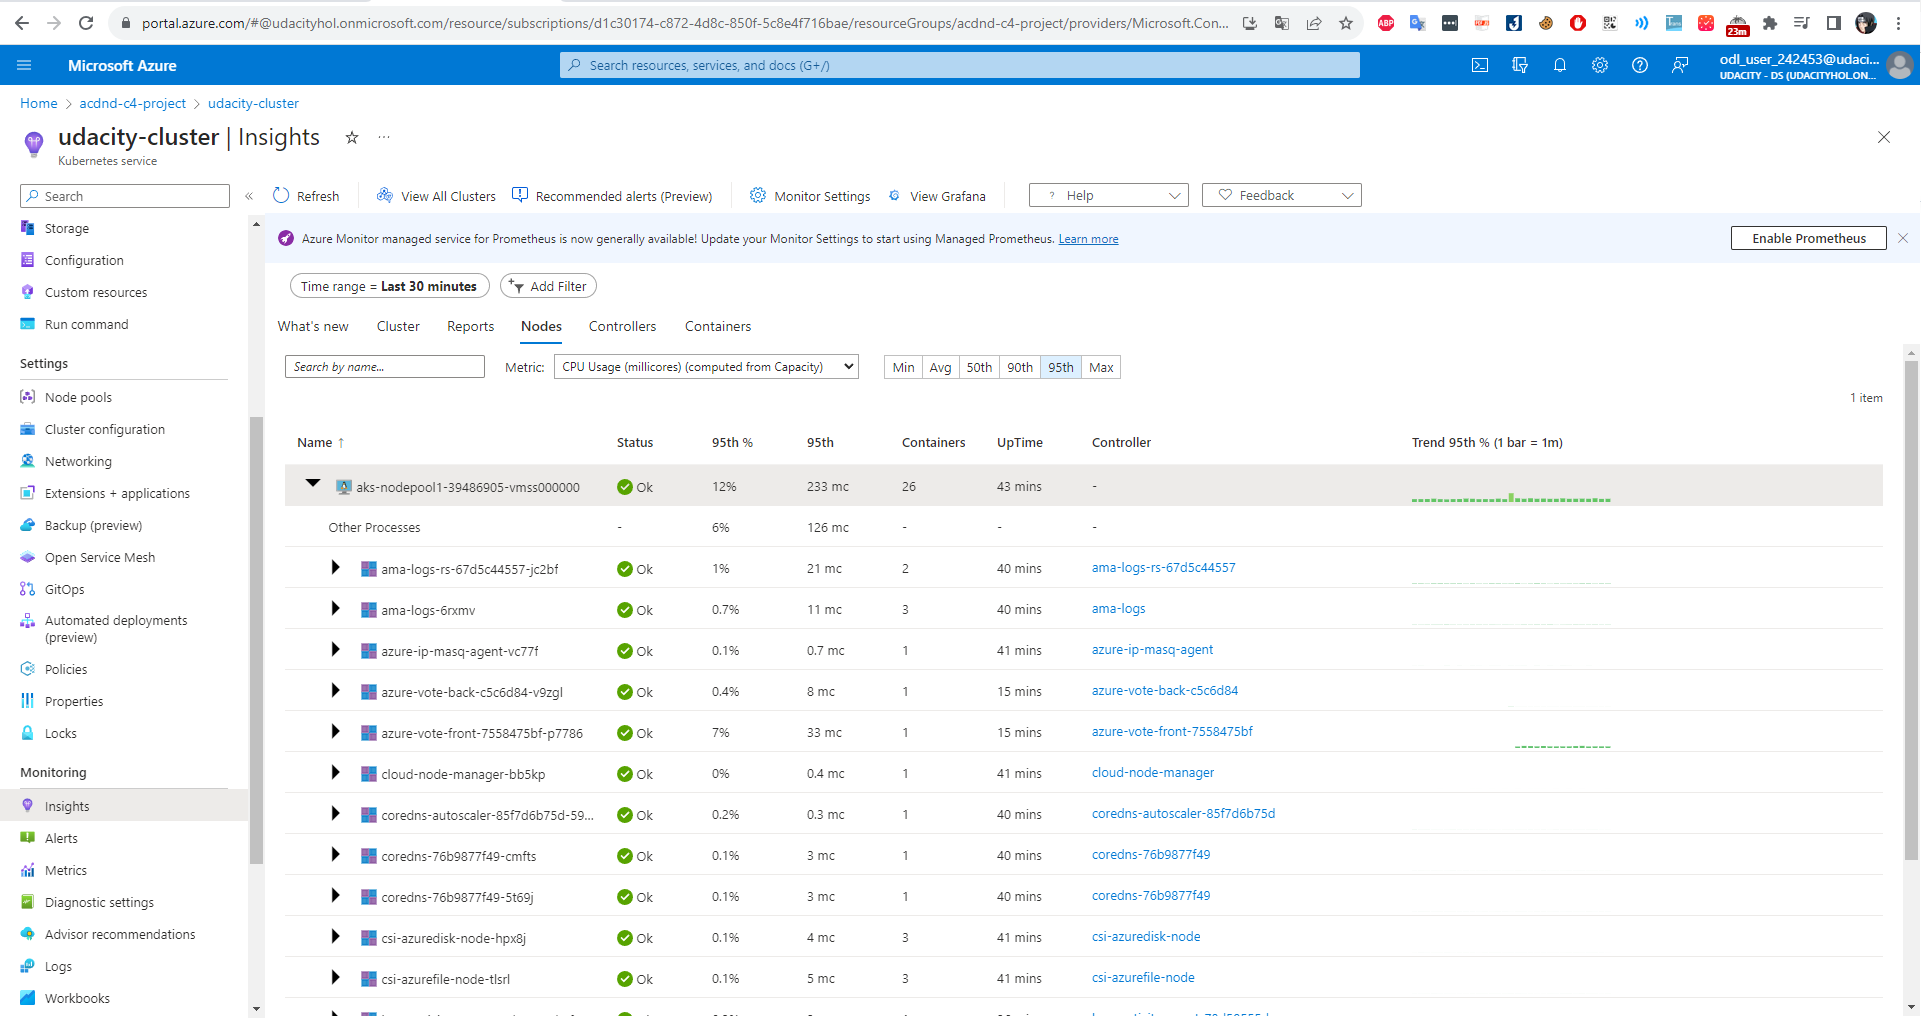 portal.azure.com/#@udacityhol.onmicrosoft.com/resource/subscriptions/d1c30174-c872-4d8c-850f-5c8e4f716bae/resourceGroups/acdnd-c4-project/providers/Microsoft.Con...
ABP
23m
Microsoft Azure
Search resources, services, and docs (G+/)
odl_user_242453@udaci...
UDACITY - DS (UDACITYHOL.ON...
Home > acdnd-c4-project > udacity-cluster
udacity-cluster | Insights
Kubernetes service
Search
Refresh
View All Clusters
Recommended alerts (Preview)
Monitor Settings
View Grafana
? Help
Feedback
Storage
Configuration
Custom resources
Run command
Settings
Node pools
Cluster configuration
Networking
Extensions + applications
Backup (preview)
Open Service Mesh
GitOps
Automated deployments
(preview)
Policies
Properties
Locks
Monitoring
Insights
Alerts
Metrics
Diagnostic settings
Advisor recommendations
Logs
Workbooks
Azure Monitor managed service for Prometheus is now generally available! Update your Monitor Settings to start using Managed Prometheus. Learn more
Enable Prometheus
Time range = Last 30 minutes
Add Filter
What's new Cluster Reports Nodes Controllers Containers
Search by name...
Metric: CPU Usage (millicores) (computed from Capacity)
Min Avg 50th 90th 95th Max
1 item
Name ↑ Status 95th % 95th Containers UpTime Controller Trend 95th % (1 bar = 1m)
aks-nodepool1-39486905-vmss000000 Ok 12% 233 mc 26 43 mins -
Other Processes - 6% 126 mc - - -
ama-logs-rs-67d5c44557-jc2bf Ok 1% 21 mc 2 40 mins ama-logs-rs-67d5c44557
ama-logs-6rxmv Ok 0.7% 11 mc 3 40 mins ama-logs
azure-ip-masq-agent-vc77f Ok 0.1% 0.7 mc 1 41 mins azure-ip-masq-agent
azure-vote-back-c5c6d84-v9zgl Ok 0.4% 8 mc 1 15 mins azure-vote-back-c5c6d84
azure-vote-front-7558475bf-p7786 Ok 7% 33 mc 1 15 mins azure-vote-front-7558475bf
cloud-node-manager-bb5kp Ok 0% 0.4 mc 1 41 mins cloud-node-manager
coredns-autoscaler-85f7d6b75d-59... Ok 0.2% 0.3 mc 1 40 mins coredns-autoscaler-85f7d6b75d
coredns-76b9877f49-cmfts Ok 0.1% 3 mc 1 40 mins coredns-76b9877f49
coredns-76b9877f49-5t69j Ok 0.1% 3 mc 1 40 mins coredns-76b9877f49
csi-azuredisk-node-hpx8j Ok 0.1% 4 mc 3 41 mins csi-azuredisk-node
csi-azurefile-node-tlsrl Ok 0.1% 5 mc 3 41 mins csi-azurefile-node